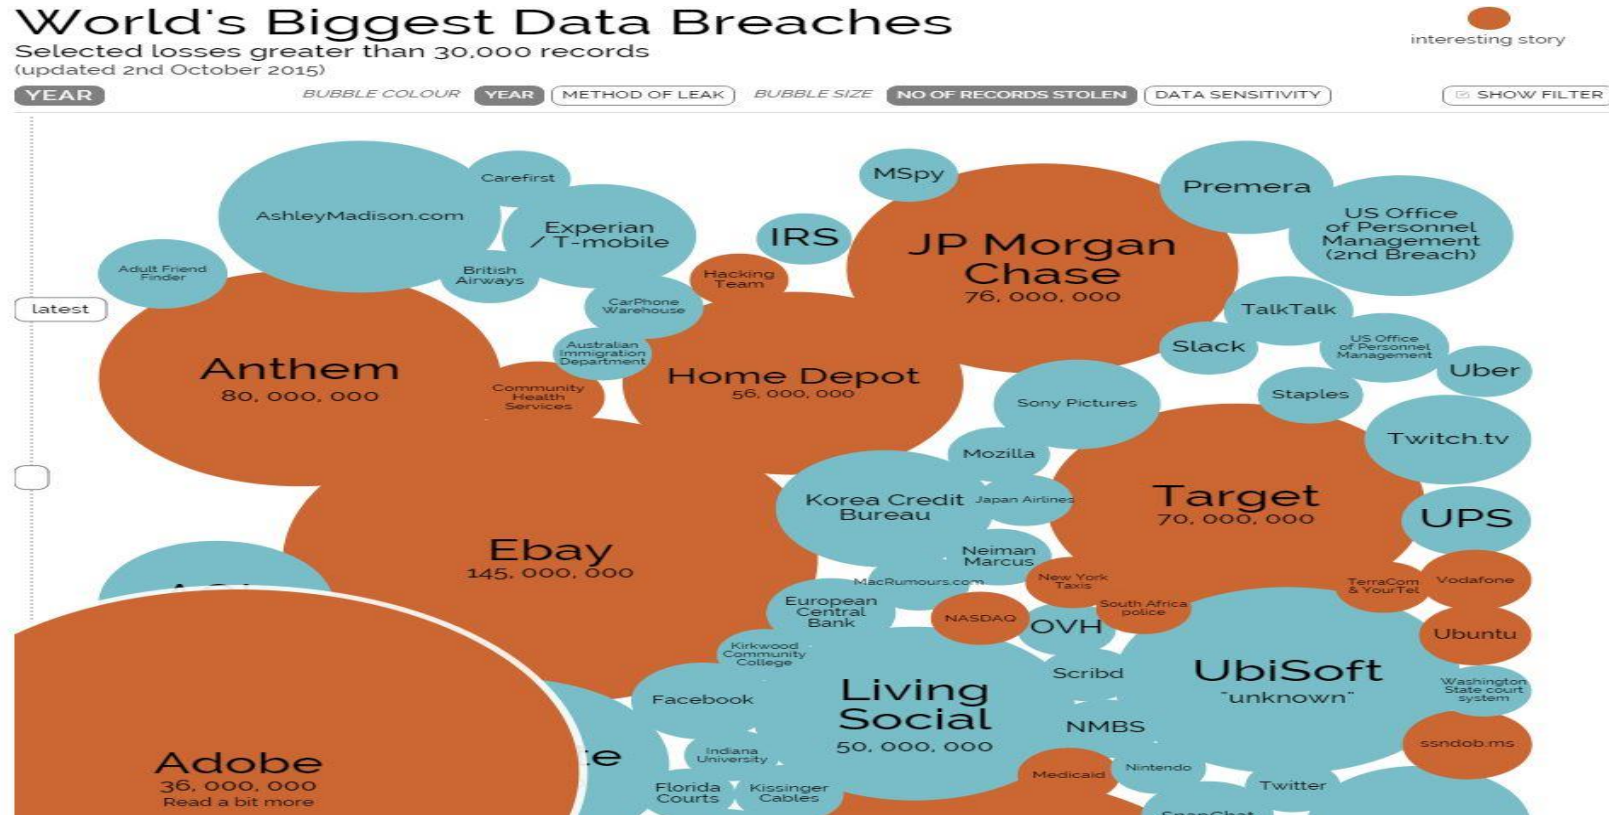 World's Biggest Data Breaches
Selected losses greater than 30,000 records
(updated 2nd October 2015)
interesting story
YEAR
BUBBLE COLOUR YEAR METHOD OF LEAK BUBBLE SIZE NO OF RECORDS STOLEN DATA SENSITIVITY SHOW FILTER
latest
AshleyMadison.com
Carefirst
Experian
/ T-mobile
Adult Friend
Finder
British
Airways
CarPhone
Warehouse
IRS
Hacking
Team
MSpy
JP Morgan
Chase
76, 000, 000
Premera
US Office
of Personnel
Management
(2nd Breach)
TalkTalk
Slack
US Office
of Personnel
Management
Uber
Anthem
80, 000, 000
Australian
Immigration
Department
Community
Health
Services
Home Depot
56, 000, 000
Sony Pictures
Staples
Twitch.tv
Mozilla
Korea Credit
Bureau
Japan Airlines
Target
70, 000, 000
UPS
Ebay
145, 000, 000
Neiman
Marcus
MacRumours.com
New York
Taxis
TerraCom
& YourTel
Vodafone
European
Central
Bank
NASDAQ
South Africa
police
OVH
Ubuntu
Kirkwood
Community
College
Scribd
UbiSoft
"unknown"
Washington
State court
system
Facebook
Living
Social
50, 000, 000
NMBS
ssndob.ms
Indiana
University
Medicaid
Nintendo
Twitter
Adobe
36, 000, 000
Read a bit more
Florida
Courts
Kissinger
Cables
SnapChat